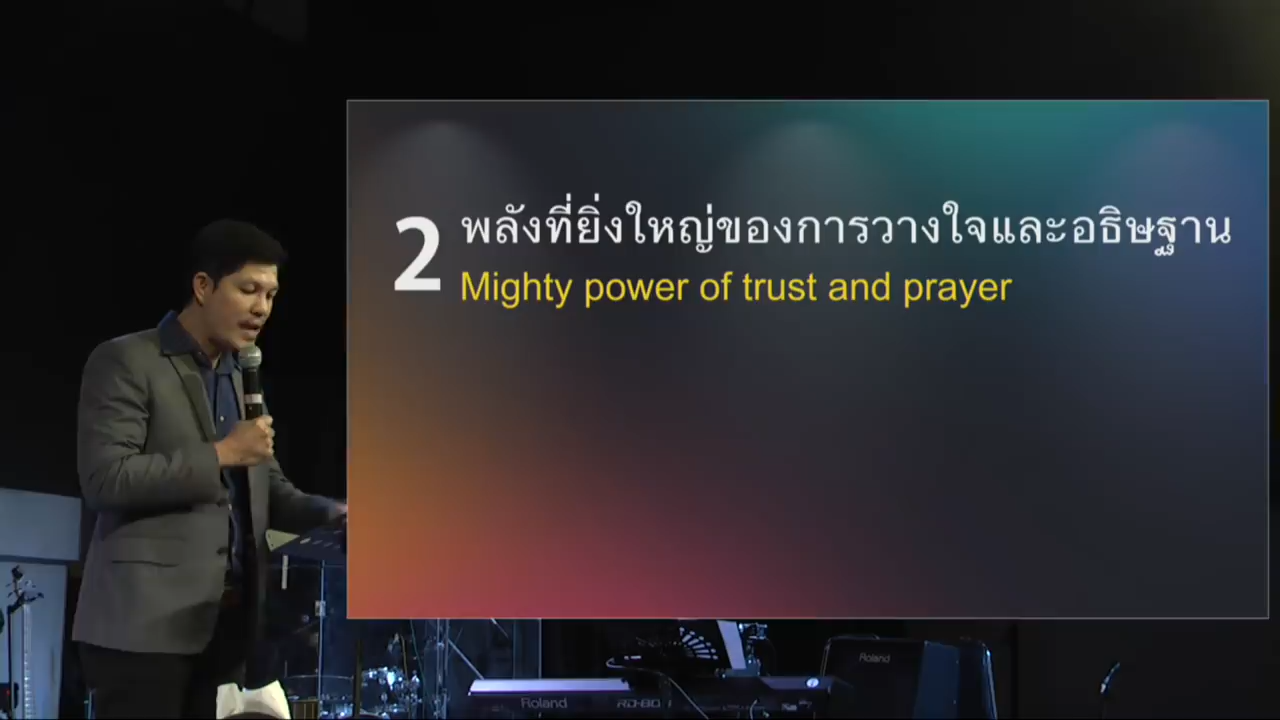 2
พลังที่ยิ่งใหญ่ของการวางใจและอธิษฐาน
Mighty power of trust and prayer
Roland
Roland RD-80